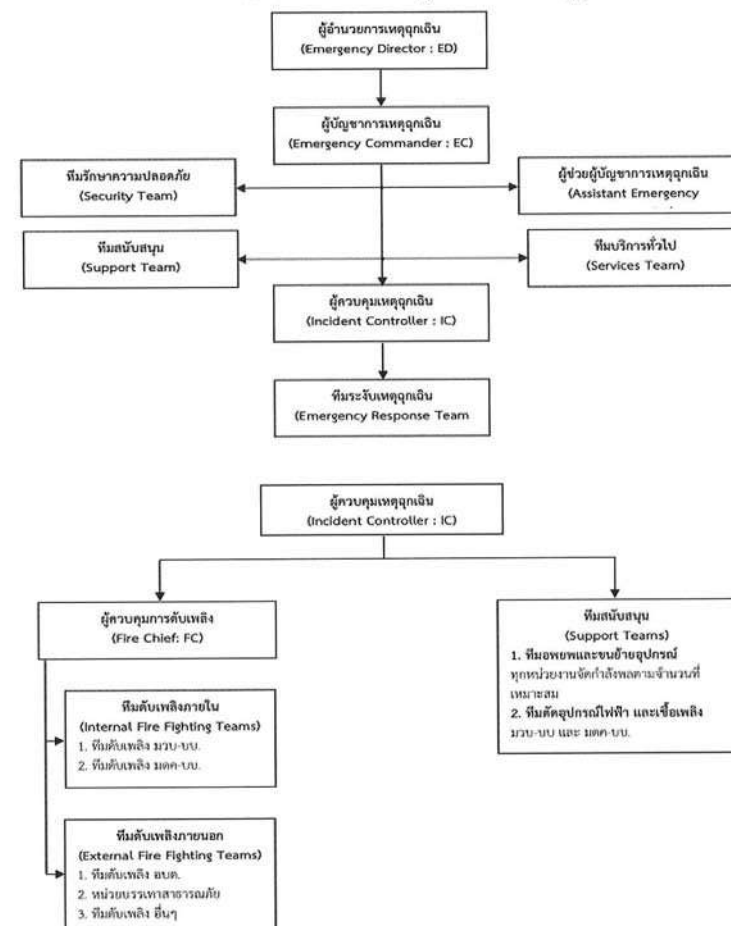 ผู้อำนวยการเหตุฉุกเฉิน
(Emergency Director : ED)
ผู้บัญชาการเหตุฉุกเฉิน
(Emergency Commander : EC)
ทีมรักษาความปลอดภัย
(Security Team)
ผู้ช่วยผู้บัญชาการเหตุฉุกเฉิน
(Assistant Emergency
ทีมสนับสนุน
(Support Team)
ทีมบริการทั่วไป
(Services Team)
ผู้ควบคุมเหตุฉุกเฉิน
(Incident Controller : IC)
ทีมระงับเหตุฉุกเฉิน
(Emergency Response Team
ผู้ควบคุมเหตุฉุกเฉิน
(Incident Controller : IC)
ผู้ควบคุมการดับเพลิง
(Fire Chief: FC)
ทีมดับเพลิงภายใน
(Internal Fire Fighting Teams)
1. ทีมดับเพลิง มวบ-บบ.
2. ทีมดับเพลิง มดค-บบ.
ทีมดับเพลิงภายนอก
(External Fire Fighting Teams)
1. ทีมดับเพลิง อบต.
2. หน่วยบรรเทาสาธารณภัย
3. ทีมดับเพลิง อื่นๆ
ทีมสนับสนุน
(Support Teams)
1. ทีมอพยพและขนย้ายอุปกรณ์
ทุกหน่วยงานจัดกำลังพลตามจำนวนที่
เหมาะสม
2. ทีมตัดอุปกรณ์ไฟฟ้า และเชื้อเพลิง
มวบ-บบ และ มดค-บบ.